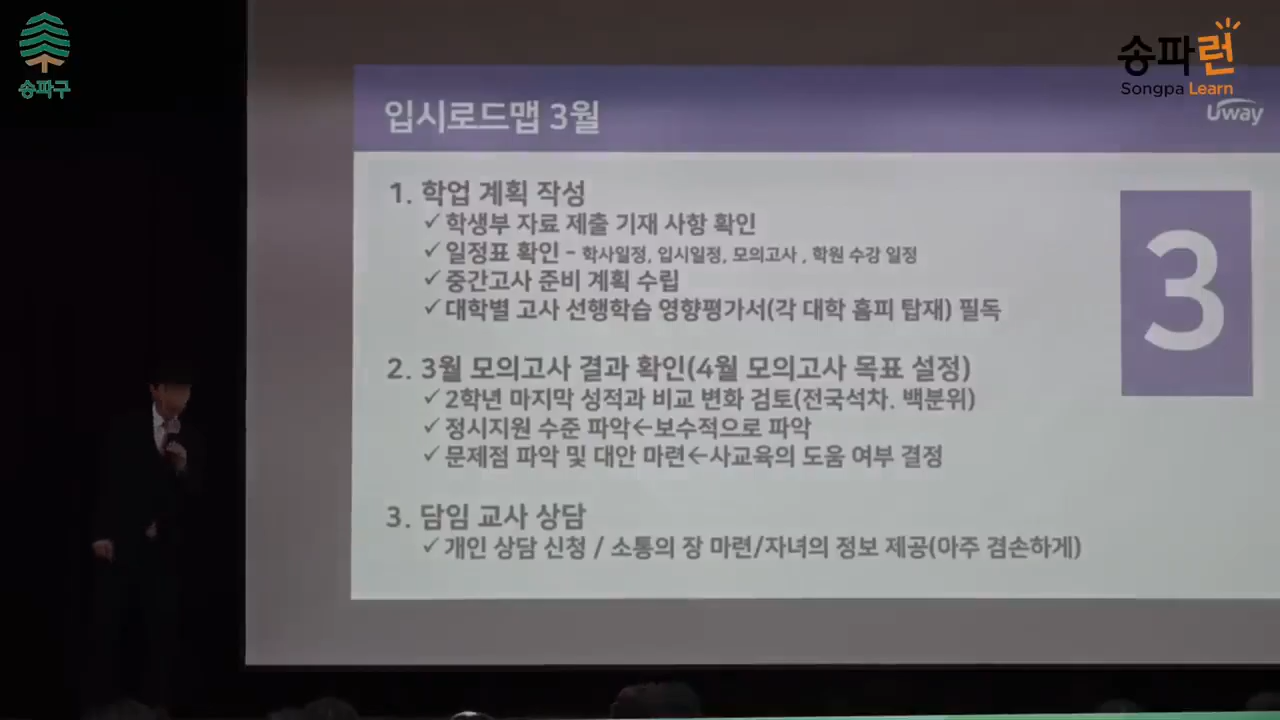 송파구
송파런
Songpa Learn
Uway
입시로드맵 3월
3
1. 학업 계획 작성
✓ 학생부 자료 제출 기재 사항 확인
✓ 일정표 확인 - 학사일정, 입시일정, 모의고사 , 학원 수강 일정
✓ 중간고사 준비 계획 수립
✓ 대학별 고사 선행학습 영향평가서(각 대학 홈피 탑재) 필독
2. 3월 모의고사 결과 확인(4월 모의고사 목표 설정)
✓ 2학년 마지막 성적과 비교 변화 검토(전국석차. 백분위)
✓ 정시지원 수준 파악←보수적으로 파악
✓ 문제점 파악 및 대안 마련←사교육의 도움 여부 결정
3. 담임 교사 상담
✓ 개인 상담 신청 / 소통의 장 마련/자녀의 정보 제공(아주 겸손하게)